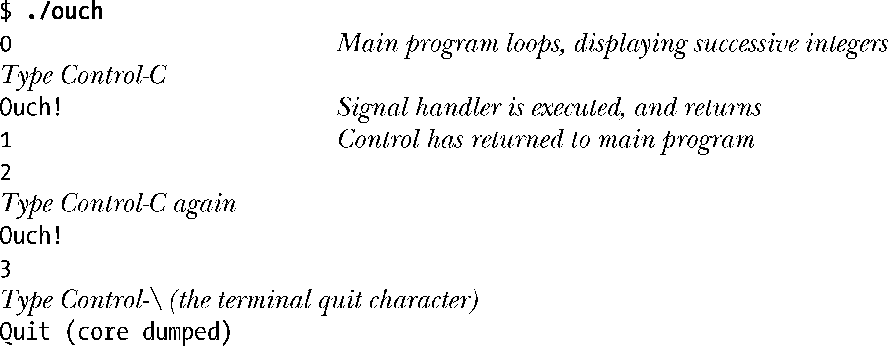 $ ./ouch
0 Main program loops, displaying successive integers
Type Control-C
Ouch! Signal handler is executed, and returns
1 Control has returned to main program
2
Type Control-C again
Ouch!
3
Type Control-\ (the terminal quit character)
Quit (core dumped)